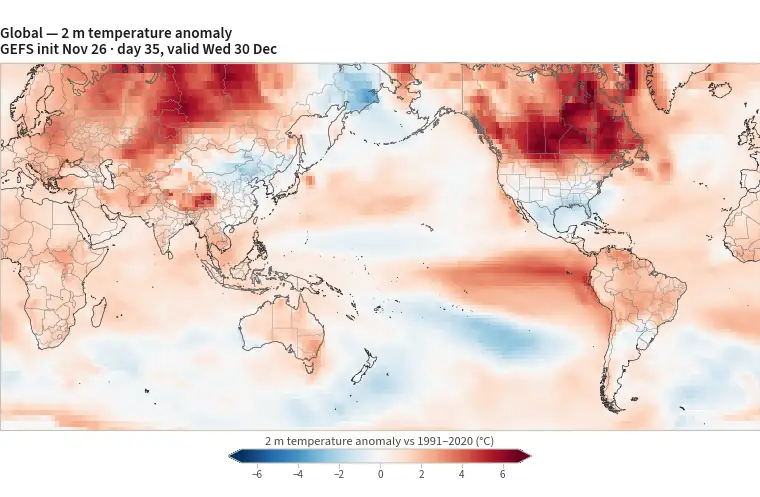 Global — 2 m temperature anomaly
GEFS init Nov 26 · day 35, valid Wed 30 Dec
2 m temperature anomaly vs 1991–2020 (°C)
−6 −4 −2 0 2 4 6